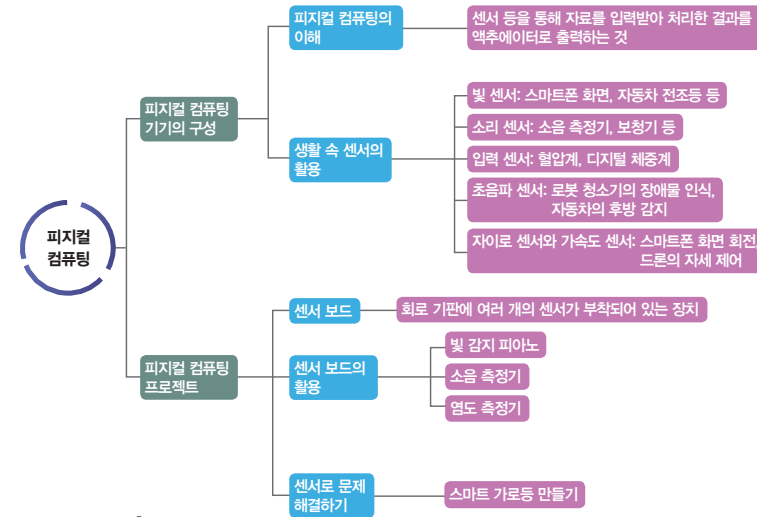 피지컬
컴퓨팅
피지컬 컴퓨팅
기기의 구성
피지컬 컴퓨팅의
이해
센서 등을 통해 자료를 입력받아 처리한 결과를
액추에이터로 출력하는 것
생활 속 센서의
활용
빛 센서: 스마트폰 화면, 자동차 전조등 등
소리 센서: 소음 측정기, 보청기 등
입력 센서: 혈압계, 디지털 체중계
초음파 센서: 로봇 청소기의 장애물 인식,
자동차의 후방 감지
자이로 센서와 가속도 센서: 스마트폰 화면 회전,
드론의 자세 제어
피지컬 컴퓨팅
프로젝트
센서 보드
회로 기판에 여러 개의 센서가 부착되어 있는 장치
센서 보드의
활용
빛 감지 피아노
소음 측정기
염도 측정기
센서로 문제
해결하기
스마트 가로등 만들기